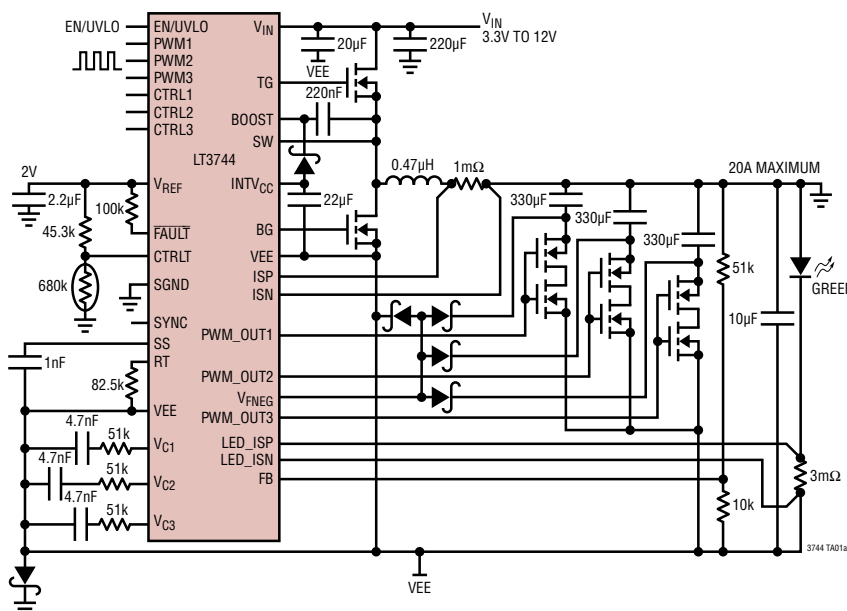 EN/UVLO
EN/UVLO
PWM1
PWM2
PWM3
CTRL1
CTRL2
CTRL3
LT3744
VIN
VIN
3.3V TO 12V
20µF
VEE
220µF
TG
220nF
BOOST
SW
0.47µH
1mΩ
20A MAXIMUM
INTVCC
22µF
BG
VEE
ISP
ISN
2V
VREF
2.2µF
100k
45.3k
FAULT
CTRLT
680k
SGND
SYNC
SS
1nF
RT
82.5k
VEE
4.7nF
51k
VC1
4.7nF
51k
VC2
4.7nF
51k
VC3
330µF
330µF
330µF
51k
GREEN
10µF
PWM_OUT1
PWM_OUT2
VFNEG
PWM_OUT3
LED_ISP
LED_ISN
FB
3mΩ
10k
3744 TA01a
VEE